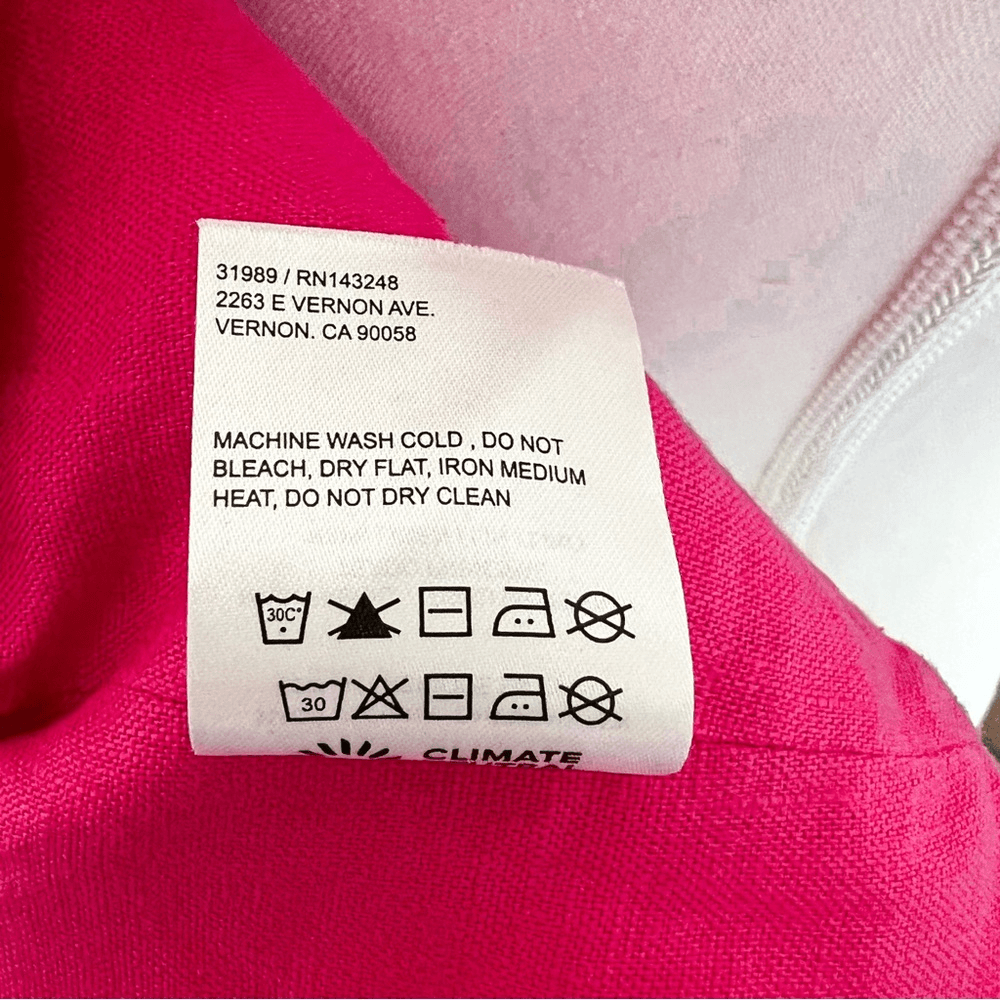 31989 / RN143248
2263 E VERNON AVE.
VERNON. CA 90058
MACHINE WASH COLD , DO NOT
BLEACH, DRY FLAT, IRON MEDIUM
HEAT, DO NOT DRY CLEAN
30C°
30
CLIMATE